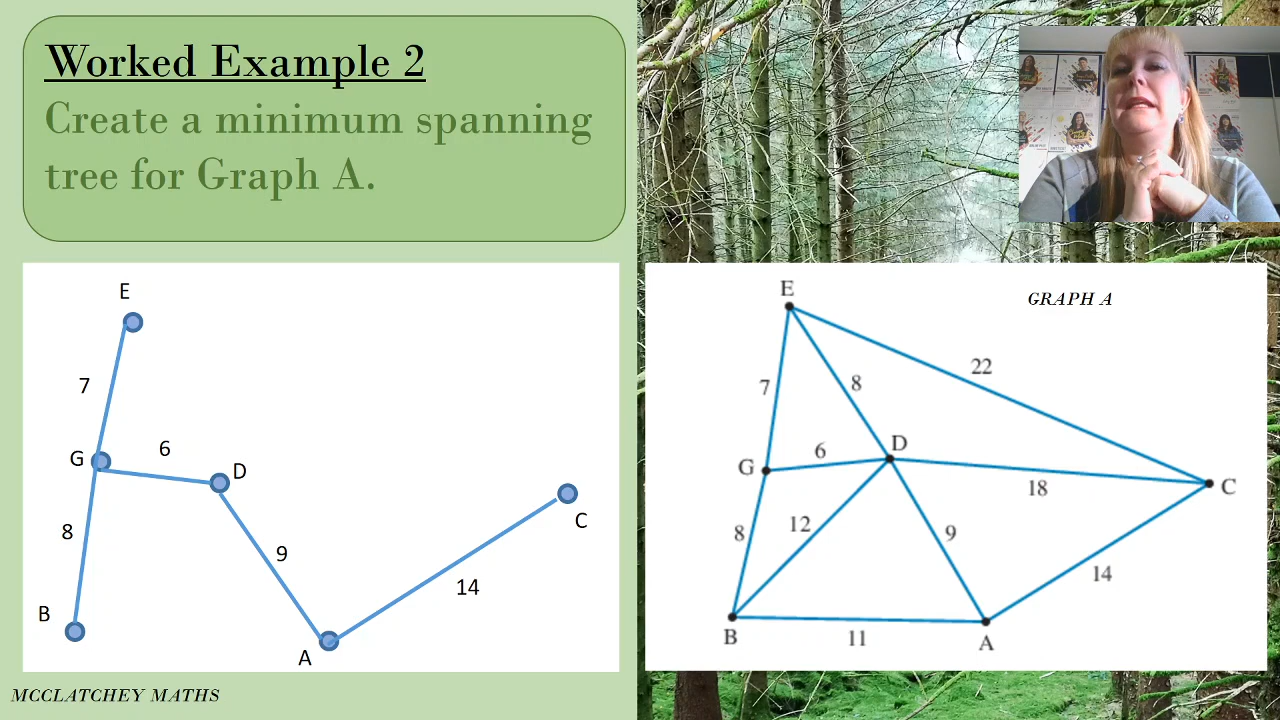 Worked Example 2
Create a minimum spanning
tree for Graph A.
E
7
G
6
D
8
9
C
14
B
A
GRAPH A
E
22
7
8
D
G
6
18
C
8
12
9
14
B
11
A
MCCLATCHEY MATHS